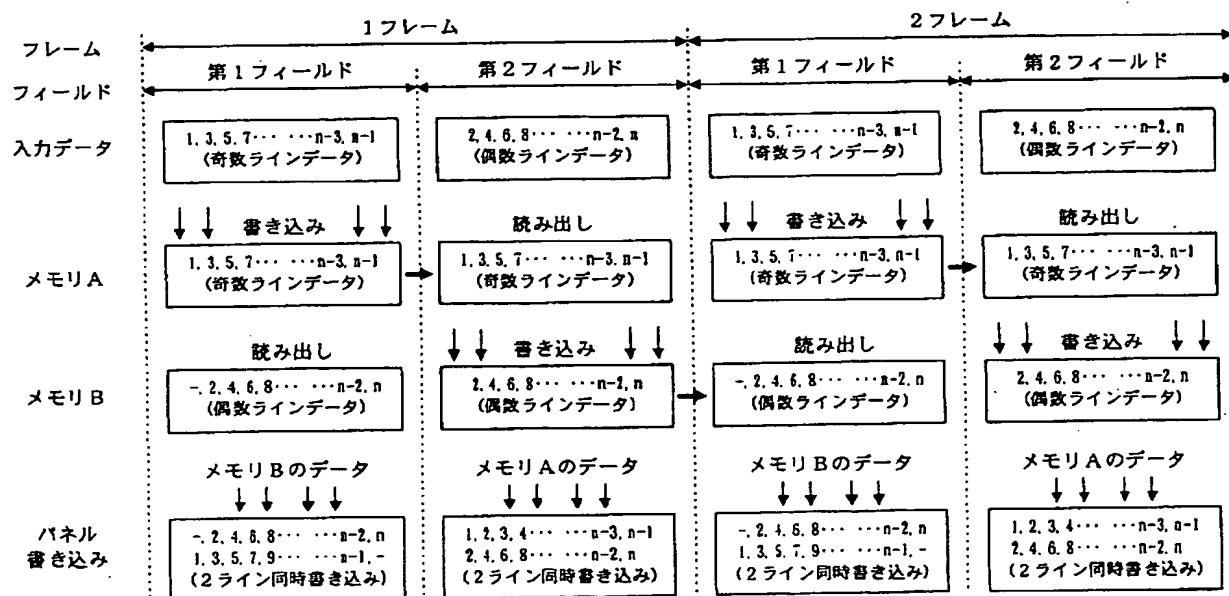 1フレーム 2フレーム
フレーム
第1フィールド 第2フィールド 第1フィールド 第2フィールド
フィールド
入力データ
1, 3, 5, 7‥‥ ‥‥n-3, n-1
(奇数ラインデータ)
2, 4, 6, 8‥‥ ‥‥n-2, n
(偶数ラインデータ)
1, 3, 5, 7‥‥ ‥‥n-3, n-1
(奇数ラインデータ)
2, 4, 6, 8‥‥ ‥‥n-2, n
(偶数ラインデータ)
書き込み 読み出し 書き込み 読み出し
メモリA
1, 3, 5, 7‥‥ ‥‥n-3, n-1
(奇数ラインデータ)
1, 3, 5, 7‥‥ ‥‥n-3, n-1
(奇数ラインデータ)
1, 3, 5, 7‥‥ ‥‥n-3, n-1
(奇数ラインデータ)
1, 3, 5, 7‥‥ ‥‥n-3, n-1
(奇数ラインデータ)
読み出し 書き込み 読み出し 書き込み
メモリB
-, 2, 4, 6, 8‥‥ ‥‥n-2, n
(偶数ラインデータ)
2, 4, 6, 8‥‥ ‥‥n-2, n
(偶数ラインデータ)
-, 2, 4, 6, 8‥‥ ‥‥n-2, n
(偶数ラインデータ)
2, 4, 6, 8‥‥ ‥‥n-2, n
(偶数ラインデータ)
メモリBのデータ メモリAのデータ メモリBのデータ メモリAのデータ
パネル
書き込み
-, 2, 4, 6, 8‥‥ ‥‥n-2, n
1, 3, 5, 7, 9‥‥ ‥‥n-1, -
(2ライン同時書き込み)
1, 2, 3, 4‥‥ ‥‥n-3, n-1
2, 4, 6, 8‥‥ ‥‥n-2, n
(2ライン同時書き込み)
-, 2, 4, 6, 8‥‥ ‥‥n-2, n
1, 3, 5, 7, 9‥‥ ‥‥n-1, -
(2ライン同時書き込み)
1, 2, 3, 4‥‥ ‥‥n-3, n-1
2, 4, 6, 8‥‥ ‥‥n-2, n
(2ライン同時書き込み)